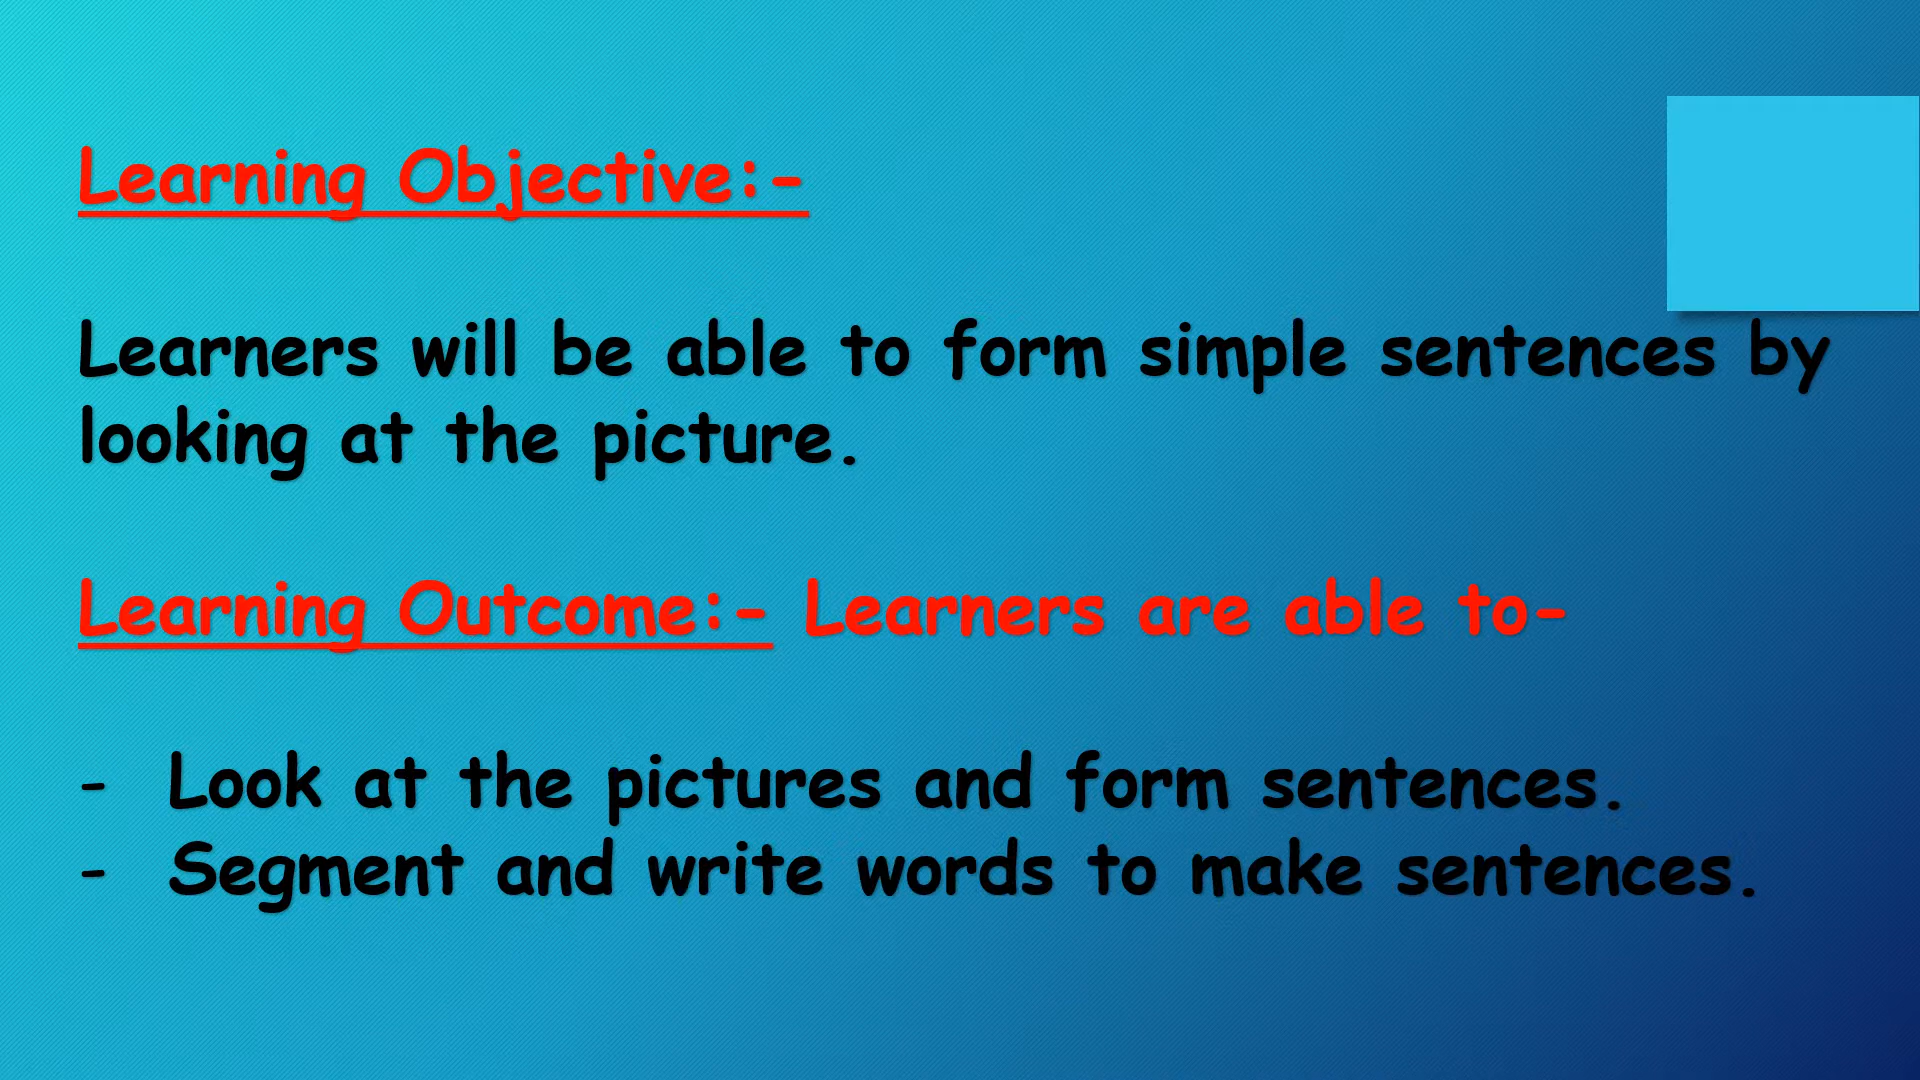 Learning Objective:-
Learners will be able to form simple sentences by
looking at the picture.
Learning Outcome:- Learners are able to-
- Look at the pictures and form sentences.
- Segment and write words to make sentences.